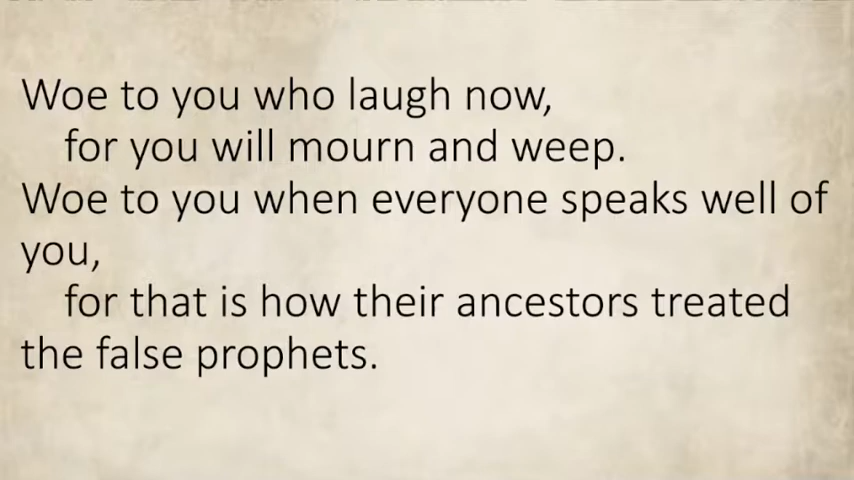 Woe to you who laugh now,
for you will mourn and weep.
Woe to you when everyone speaks well of
you,
for that is how their ancestors treated
the false prophets.